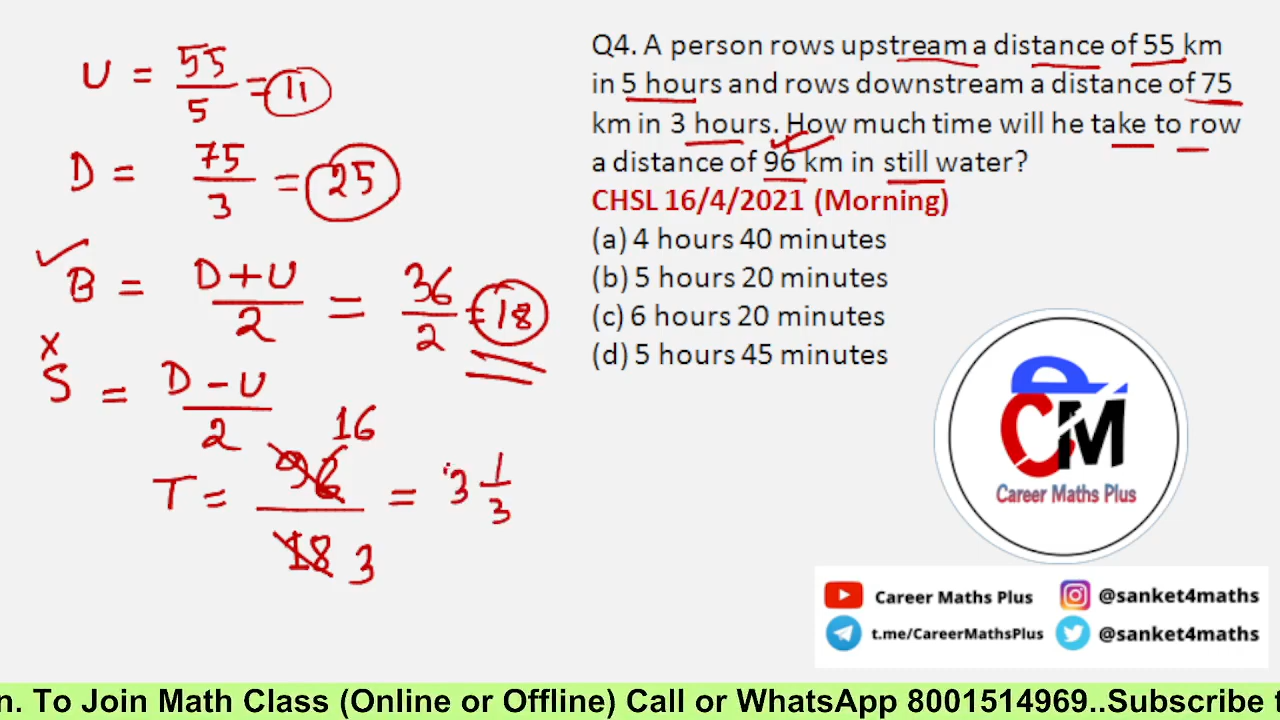 U = 55/5 = 11
D = 75/3 = 25
B = D+U/2 = 36/2 = 18
S = D-U/2
T = 96/18 16/3 = 3 1/3
Q4. A person rows upstream a distance of 55 km
in 5 hours and rows downstream a distance of 75
km in 3 hours. How much time will he take to row
a distance of 96 km in still water?
CHSL 16/4/2021 (Morning)
(a) 4 hours 40 minutes
(b) 5 hours 20 minutes
(c) 6 hours 20 minutes
(d) 5 hours 45 minutes
e
CM
Career Maths Plus
Career Maths Plus @sanket4maths
t.me/CareerMathsPlus @sanket4maths
n. To Join Math Class (Online or Offline) Call or WhatsApp 8001514969..Subscribe t